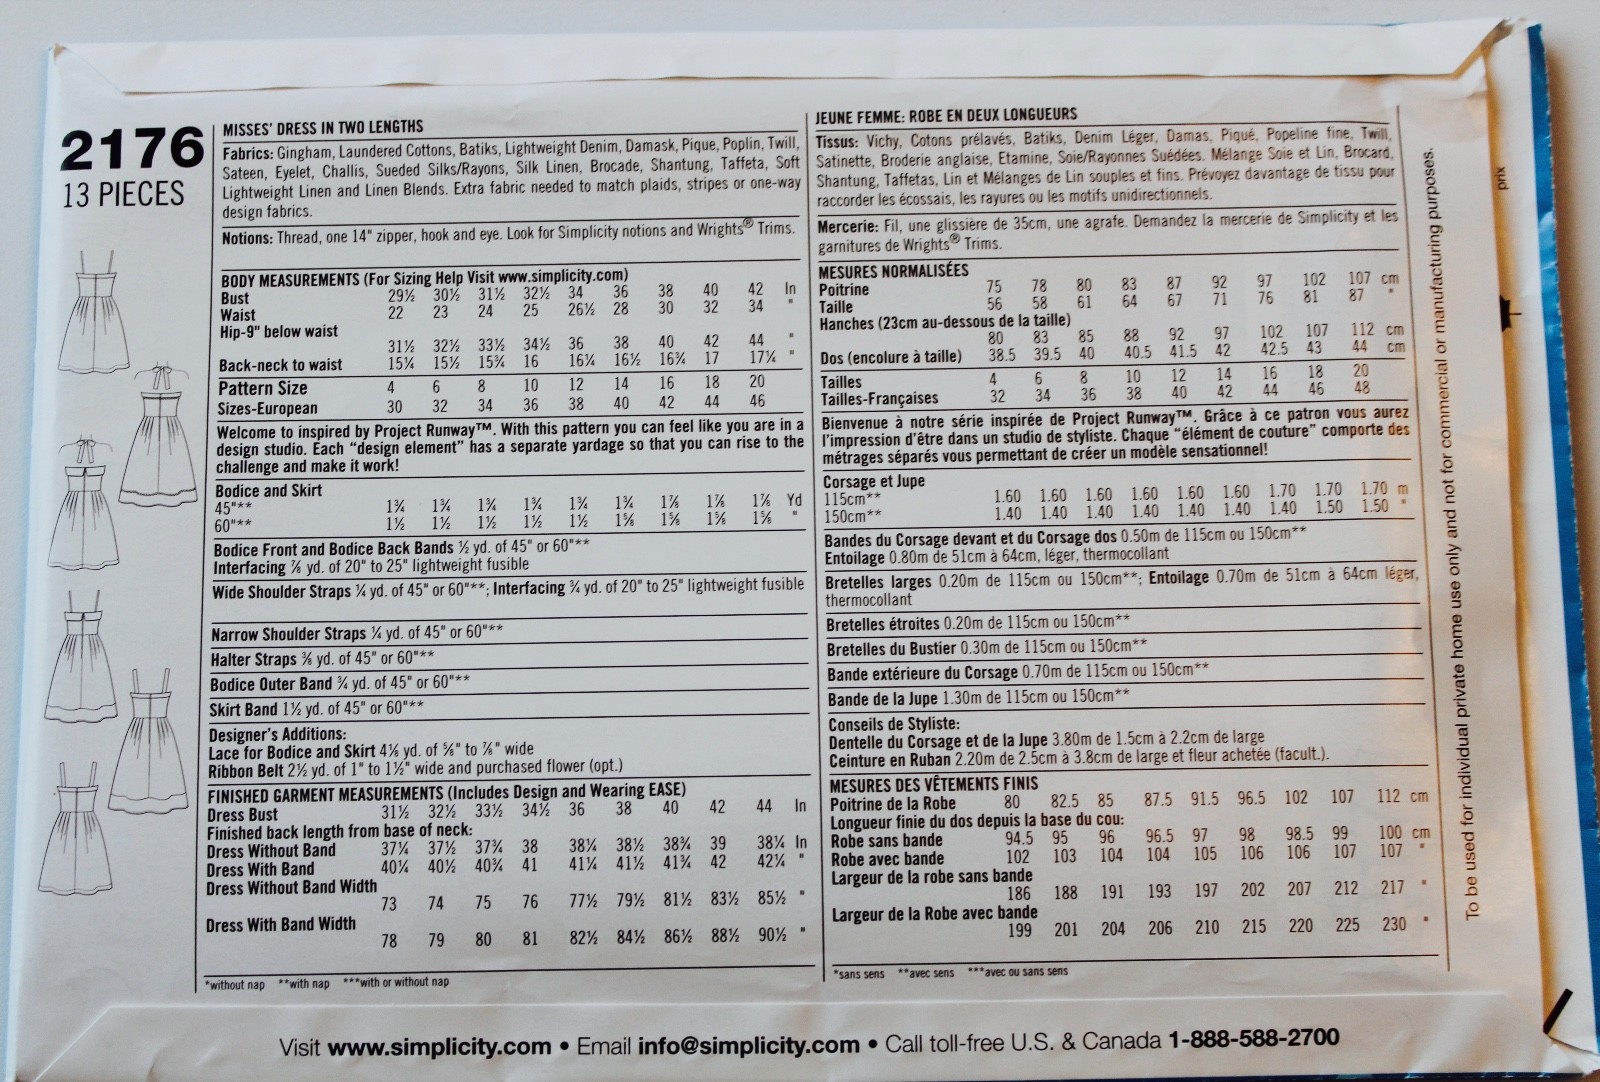 2176
13 PIECES
MISSES' DRESS IN TWO LENGTHS
Fabrics: Gingham, Laundered Cottons, Batiks, Lightweight Denim, Damask, Pique, Poplin, Twill,
Sateen, Eyelet, Challis, Sueded Silks/Rayons, Silk Linen, Brocade, Shantung, Taffeta, Soft
Lightweight Linen and Linen Blends. Extra fabric needed to match plaids, stripes or one-way
design fabrics.
Notions: Thread, one 14" zipper, hook and eye. Look for Simplicity notions and Wrights® Trims.
BODY MEASUREMENTS (For Sizing Help Visit www.simplicity.com)
Bust 29½ 30½ 31½ 32½ 34 36 38 40 42 In
Waist 22 23 24 25 26½ 28 30 32 34 "
Hip-9" below waist
31½ 32½ 33½ 34½ 36 38 40 42 44 "
Back-neck to waist 15¼ 15½ 15¾ 16 16¼ 16½ 16¾ 17 17¼ "
Pattern Size 4 6 8 10 12 14 16 18 20
Sizes-European 30 32 34 36 38 40 42 44 46
Welcome to inspired by Project Runway™. With this pattern you can feel like you are in a
design studio. Each "design element" has a separate yardage so that you can rise to the
challenge and make it work!
Bodice and Skirt
45"** 1¾ 1¾ 1¾ 1¾ 1¾ 1¾ 1⅞ 1⅞ 1⅞ Yd
60"** 1½ 1½ 1½ 1½ 1½ 1⅝ 1⅝ 1⅝ 1⅝ "
Bodice Front and Bodice Back Bands ½ yd. of 45" or 60"**
Interfacing ⅞ yd. of 20" to 25" lightweight fusible
Wide Shoulder Straps ¼ yd. of 45" or 60"**; Interfacing ¾ yd. of 20" to 25" lightweight fusible
Narrow Shoulder Straps ¼ yd. of 45" or 60"**
Halter Straps ⅜ yd. of 45" or 60"**
Bodice Outer Band ¾ yd. of 45" or 60"**
Skirt Band 1½ yd. of 45" or 60"**
Designer's Additions:
Lace for Bodice and Skirt 4⅛ yd. of ⅝" to ⅞" wide
Ribbon Belt 2½ yd. of 1" to 1½" wide and purchased flower (opt.)
FINISHED GARMENT MEASUREMENTS (Includes Design and Wearing EASE)
Dress Bust 31½ 32½ 33½ 34½ 36 38 40 42 44 In
Finished back length from base of neck:
Dress Without Band 37¼ 37½ 37¾ 38 38¼ 38½ 38¾ 39 38¼ In
Dress With Band 40¼ 40½ 40¾ 41 41¼ 41½ 41¾ 42 42¼ "
Dress Without Band Width
73 74 75 76 77½ 79½ 81½ 83½ 85½ "
Dress With Band Width
78 79 80 81 82½ 84½ 86½ 88½ 90½ "
*without nap **with nap ***with or without nap
JEUNE FEMME: ROBE EN DEUX LONGUEURS
Tissus: Vichy, Cotons prélavés, Batiks, Denim Léger, Damas, Piqué, Popeline fine, Twill,
Satinette, Broderie anglaise, Etamine, Soie/Rayonnes Suédées. Mélange Soie et Lin, Brocard,
Shantung, Taffetas, Lin et Mélanges de Lin souples et fins. Prévoyez davantage de tissu pour
raccorder les écossais, les rayures ou les motifs unidirectionnels.
Mercerie: Fil, une glissière de 35cm, une agrafe. Demandez la mercerie de Simplicity et les
garnitures de Wrights® Trims.
MESURES NORMALISÉES
Poitrine 75 78 80 83 87 92 97 102 107 cm
Taille 56 58 61 64 67 71 76 81 87 "
Hanches (23cm au-dessous de la taille)
80 83 85 88 92 97 102 107 112 cm
Dos (encolure à taille) 38.5 39.5 40 40.5 41.5 42 42.5 43 44 cm
Tailles 4 6 8 10 12 14 16 18 20
Tailles-Françaises 32 34 36 38 40 42 44 46 48
Bienvenue à notre série inspirée de Project Runway™. Grâce à ce patron vous aurez
l'impression d'être dans un studio de styliste. Chaque "élément de couture" comporte des
métrages séparés vous permettant de créer un modèle sensationnel!
Corsage et Jupe
115cm** 1.60 1.60 1.60 1.60 1.60 1.60 1.70 1.70 1.70 m
150cm** 1.40 1.40 1.40 1.40 1.40 1.40 1.40 1.50 1.50 "
Bandes du Corsage devant et du Corsage dos 0.50m de 115cm ou 150cm**
Entoilage 0.80m de 51cm à 64cm, léger, thermocollant
Bretelles larges 0.20m de 115cm ou 150cm**; Entoilage 0.70m de 51cm à 64cm léger,
thermocollant
Bretelles étroites 0.20m de 115cm ou 150cm**
Bretelles du Bustier 0.30m de 115cm ou 150cm**
Bande extérieure du Corsage 0.70m de 115cm ou 150cm**
Bande de la Jupe 1.30m de 115cm ou 150cm**
Conseils de Styliste:
Dentelle du Corsage et de la Jupe 3.80m de 1.5cm à 2.2cm de large
Ceinture en Ruban 2.20m de 2.5cm à 3.8cm de large et fleur achetée (facult.).
MESURES DES VÊTEMENTS FINIS
Poitrine de la Robe 80 82.5 85 87.5 91.5 96.5 102 107 112 cm
Longueur finie du dos depuis la base du cou:
Robe sans bande 94.5 95 96 96.5 97 98 98.5 99 100 cm
Robe avec bande 102 103 104 104 105 106 106 107 107 "
Largeur de la robe sans bande
186 188 191 193 197 202 207 212 217 "
Largeur de la Robe avec bande
199 201 204 206 210 215 220 225 230 "
*sans sens **avec sens ***avec ou sans sens
To be used for individual private home use only and not for commercial or manufacturing purposes.
prix
Visit www.simplicity.com • Email info@simplicity.com • Call toll-free U.S. & Canada 1-888-588-2700